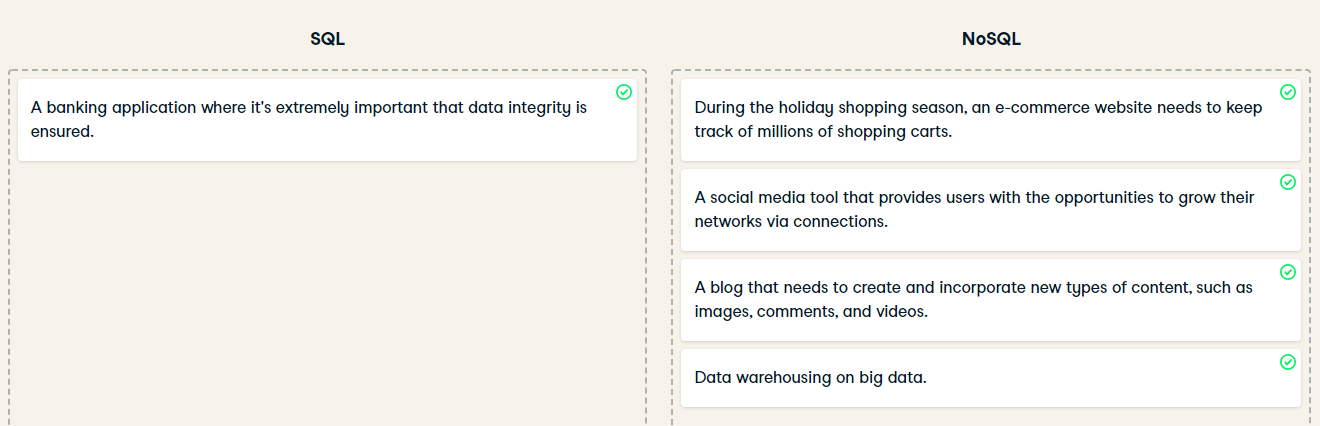 SQL
NoSQL
A banking application where it's extremely important that data integrity is
ensured.
During the holiday shopping season, an e-commerce website needs to keep
track of millions of shopping carts.
A social media tool that provides users with the opportunities to grow their
networks via connections.
A blog that needs to create and incorporate new types of content, such as
images, comments, and videos.
Data warehousing on big data.